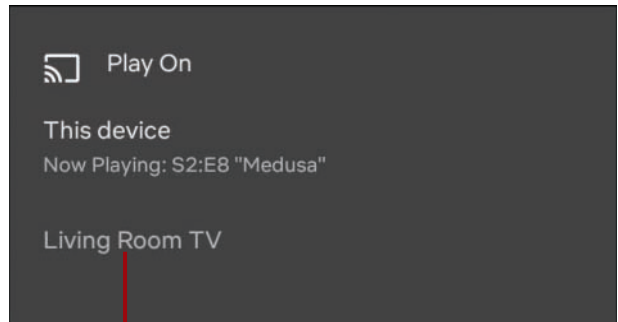 Play On
This device
Now Playing: S2:E8 "Medusa"
Living Room TV